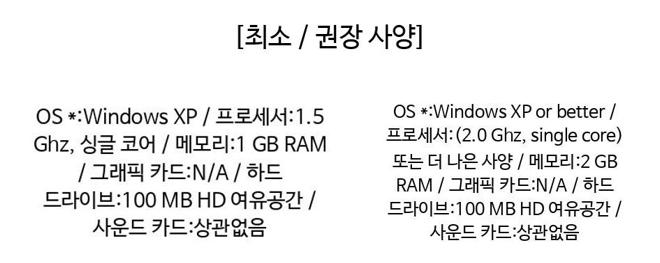 [최소 / 권장 사양]
OS *:Windows XP / 프로세서:1.5
Ghz, 싱글 코어 / 메모리:1 GB RAM
/ 그래픽 카드:N/A / 하드
드라이브:100 MB HD 여유공간 /
사운드 카드:상관없음
OS *:Windows XP or better /
프로세서:(2.0 Ghz, single core)
또는 더 나은 사양 / 메모리:2 GB
RAM / 그래픽 카드:N/A / 하드
드라이브:100 MB HD 여유공간 /
사운드 카드:상관없음